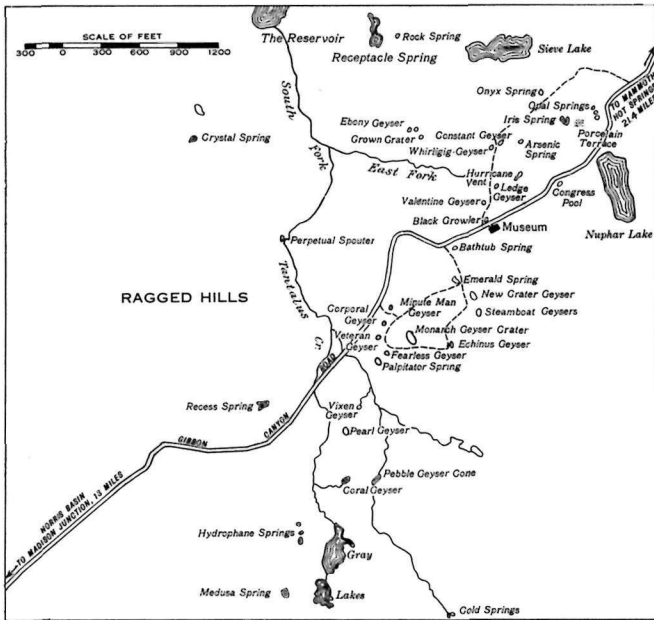 SCALE OF FEET
300 0 300 600 900 1200
The Reservoir
Rock Spring
Receptacle Spring
Sieve Lake
TO MAMMOTH
HOT SPRINGS
21.4 MILES
Onyx Spring
Opal Springs
Iris Spring
Porcelain
Terrace
South
Fork
Crystal Spring
Ebony Geyser
Grown Grater
Constant Geyser
Whirligig-Geyser
Arsenic
Spring
East Fork
Hurricane
Vent
Ledge
Geyser
Congress
Pool
Valentine Geyser
Black Growler
Museum
Nuphar Lake
Perpetual Spouter
Bathtub Spring
Tantalus
Cr.
RAGGED HILLS
Emerald Spring
New Grater Geyser
Steamboat Geysers
Minute Man
Geyser
Corporal
Geyser
Veteran
Geyser
Monarch Geyser Grater
Echinus Geyser
Fearless Geyser
Palpitator Spring
Recess Spring
Vixen
Geyser
Pearl Geyser
GIBBON CANYON ROAD
Pebble Geyser Cone
Coral Geyser
NORRIS BASIN
TO MADISON JUNCTION, 13 MILES
Hydrophane Springs
Gray
Lakes
Medusa Spring
Gold Springs